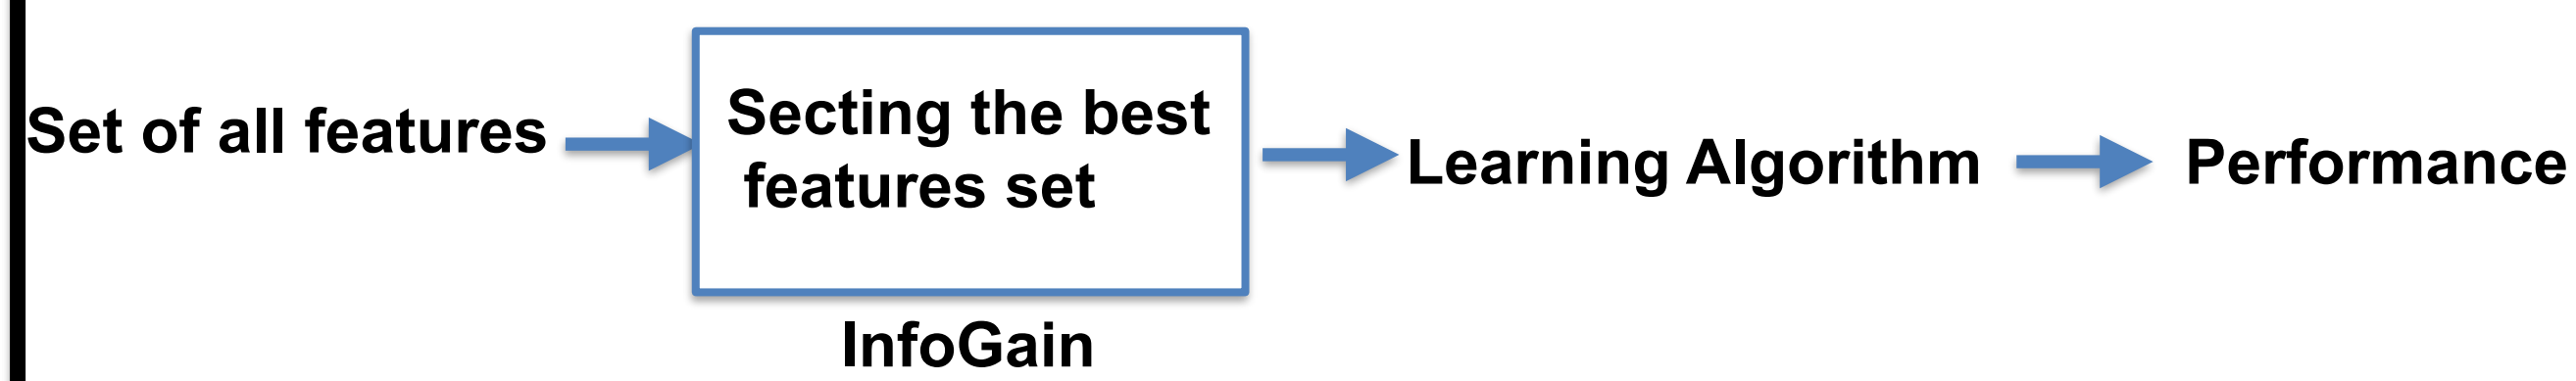 Set of all features
Secting the best
features set
Learning Algorithm
Performance
InfoGain